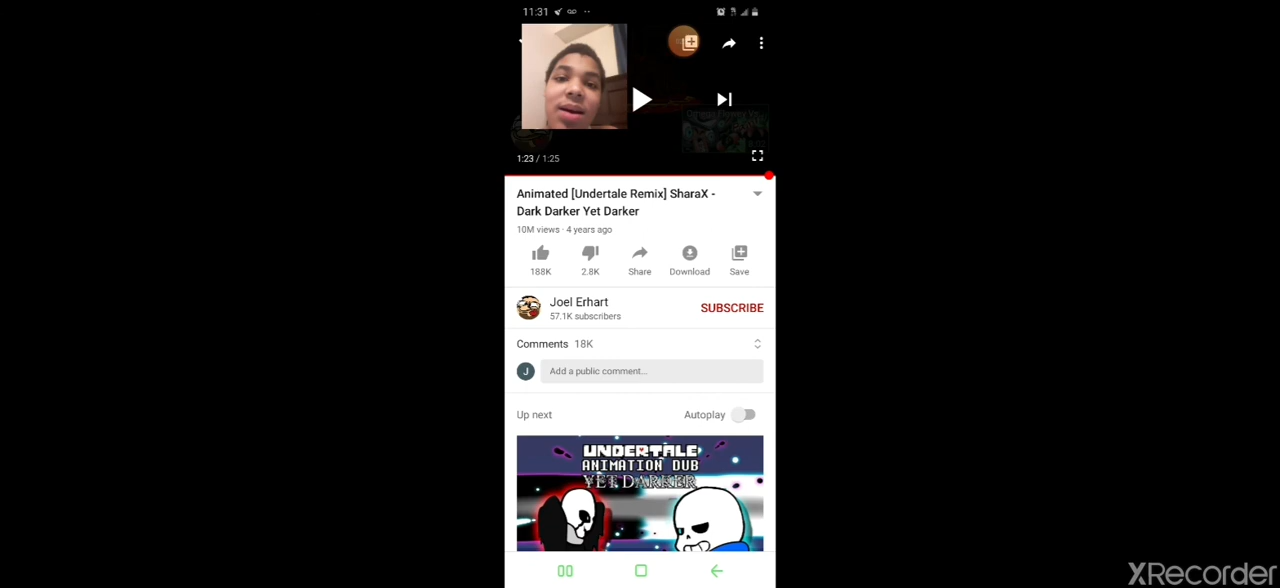 11:31
1:23 / 1:25
Animated [Undertale Remix] SharaX -
Dark Darker Yet Darker
10M views · 4 years ago
188K
2.8K
Share
Download
Save
Joel Erhart
57.1K subscribers
SUBSCRIBE
Comments 18K
J
Add a public comment...
Up next
Autoplay
UNDERTALE
ANIMATION DUB
YET DARKER
XRecorder